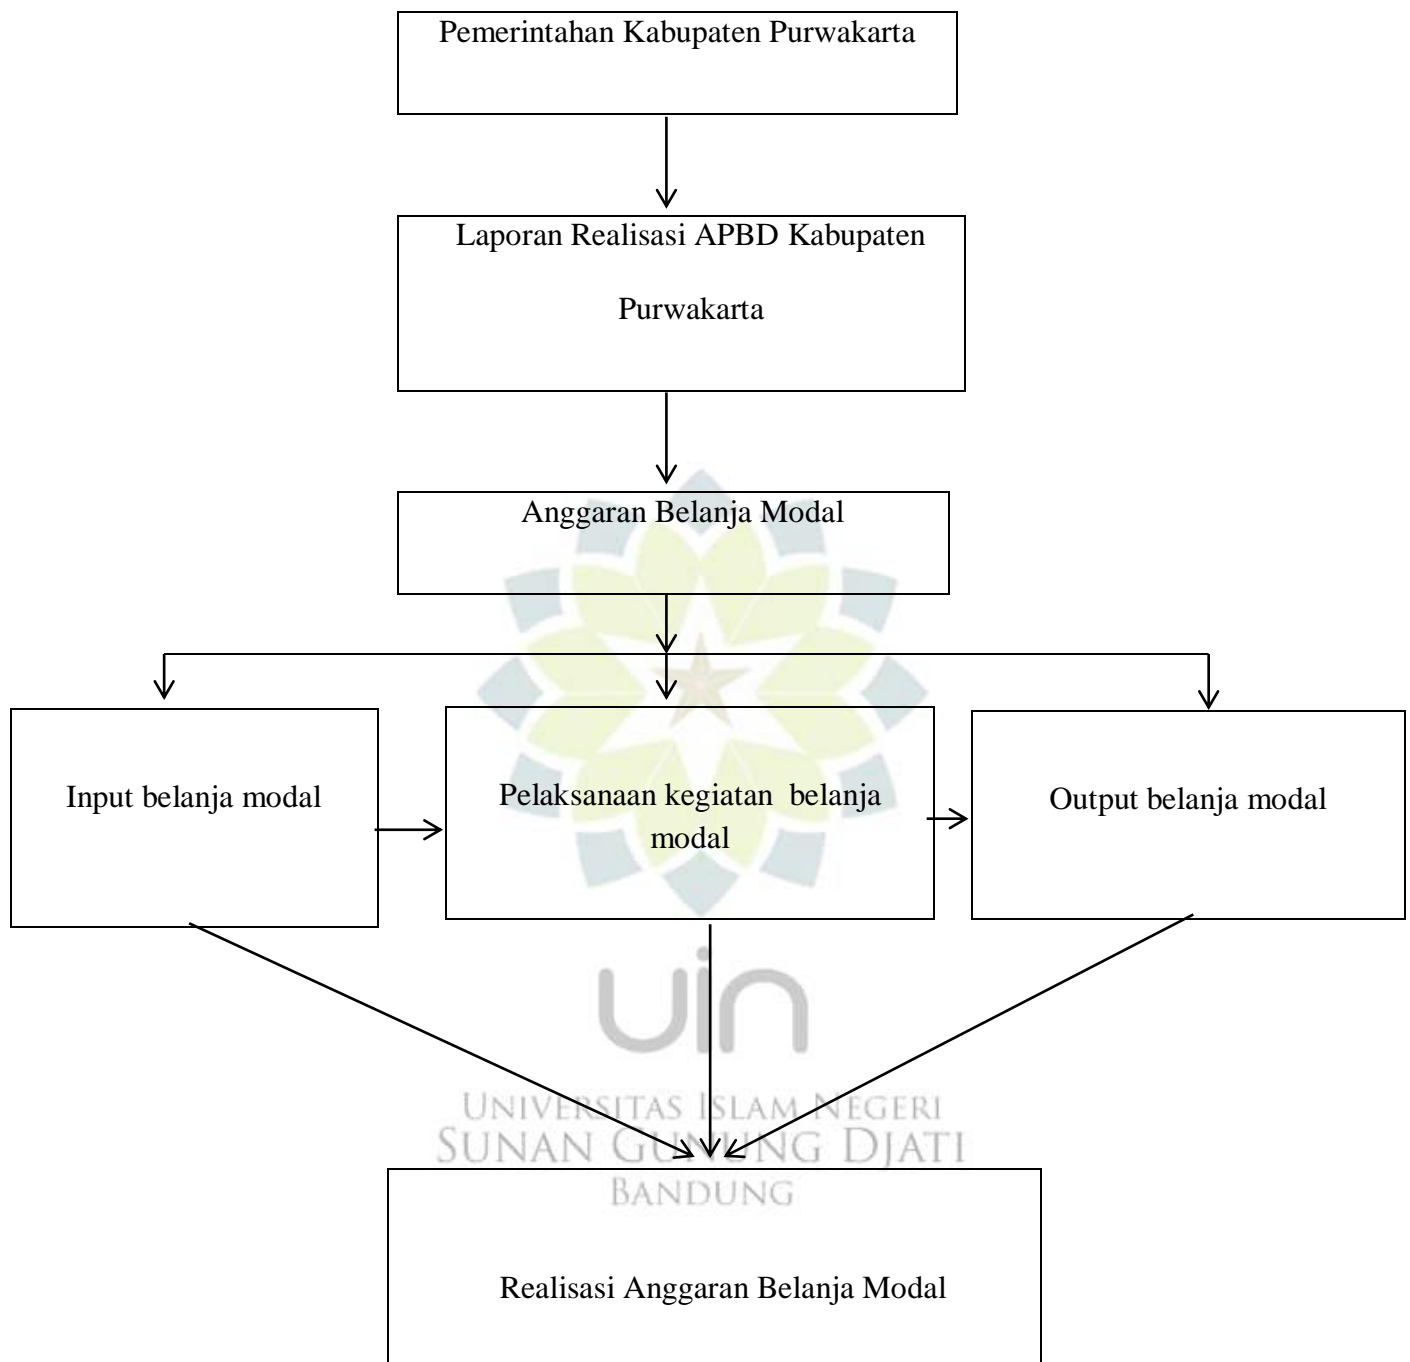 Pemerintahan Kabupaten Purwakarta
Laporan Realisasi APBD Kabupaten
Purwakarta
Anggaran Belanja Modal
Input belanja modal
Pelaksanaan kegiatan  belanja
modal
Output belanja modal
uin
UNIVERSITAS ISLAM NEGERI
SUNAN GUNUNG DJATI
BANDUNG
Realisasi Anggaran Belanja Modal